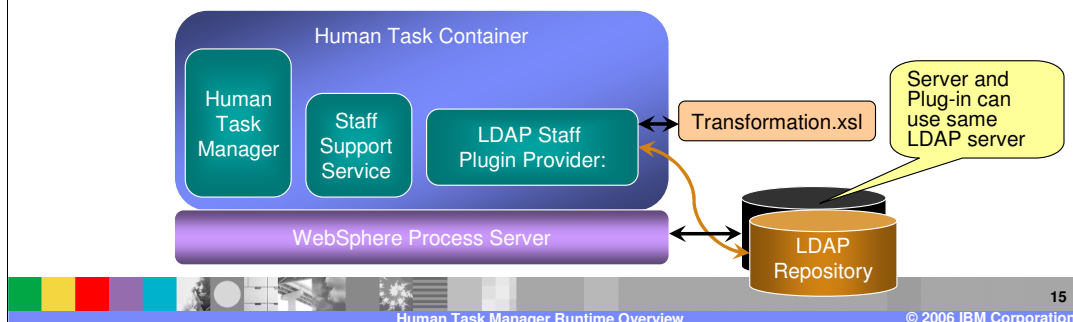 Human Task Container
Human
Task
Manager
Staff
Support
Service
LDAP Staff
Plugin Provider:
Transformation.xsl
Server and
Plug-in can
use same
LDAP server
WebSphere Process Server
LDAP
Repository
15
Human Task Manager Runtime Overview
© 2006 IBM Corporation